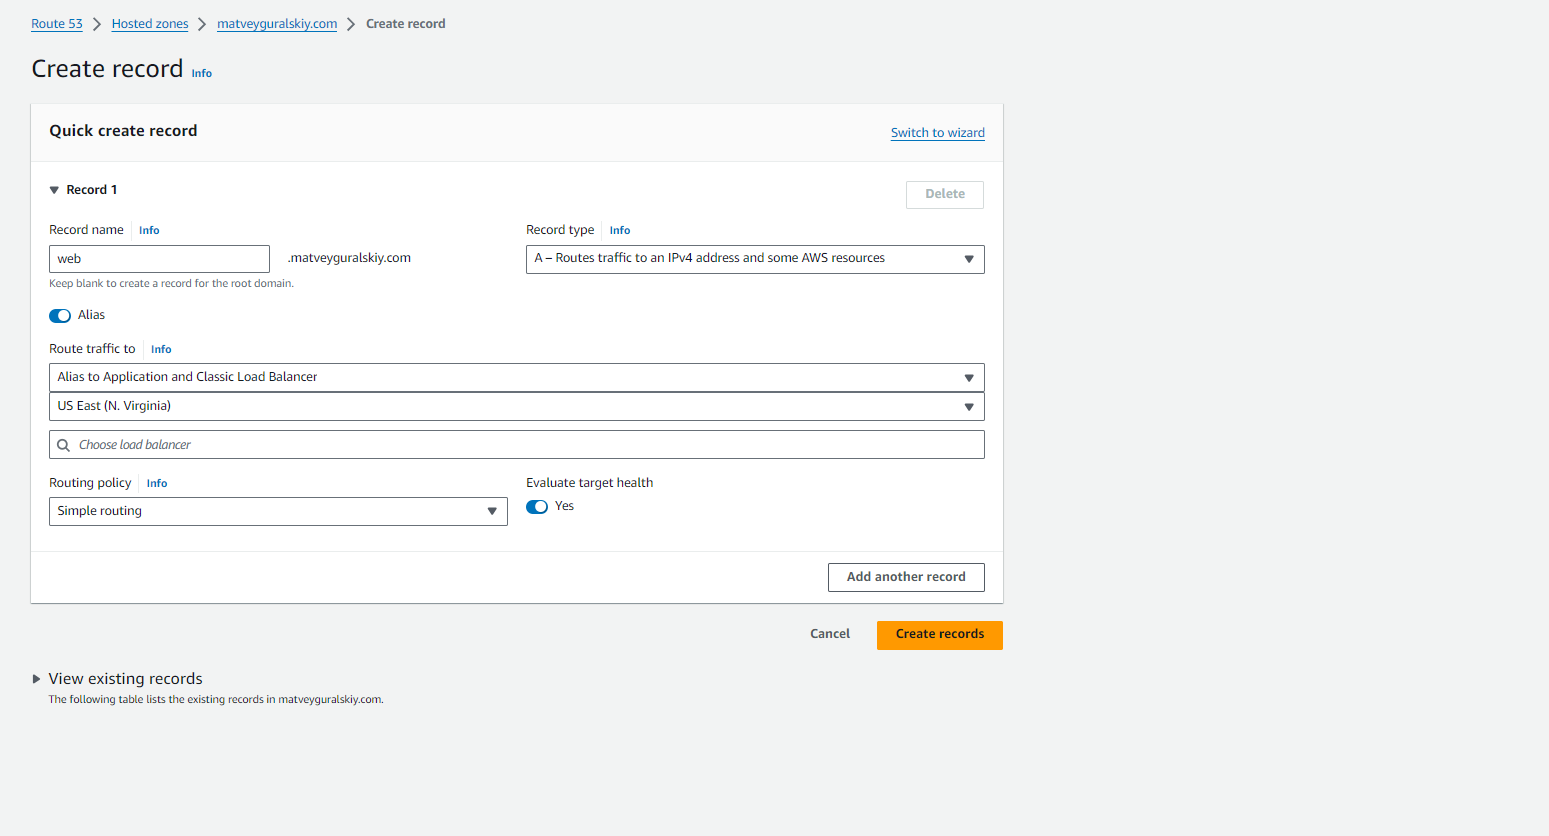 Route 53 > Hosted zones > matveyguralskiy.com > Create record
Create record Info
Quick create record
Switch to wizard
Record 1
Delete
Record name Info
Record type Info
web .matveyguralskiy.com
A – Routes traffic to an IPv4 address and some AWS resources
Keep blank to create a record for the root domain.
Alias
Route traffic to Info
Alias to Application and Classic Load Balancer
US East (N. Virginia)
Choose load balancer
Routing policy Info
Evaluate target health
Simple routing
Yes
Add another record
Cancel
Create records
View existing records
The following table lists the existing records in matveyguralskiy.com.